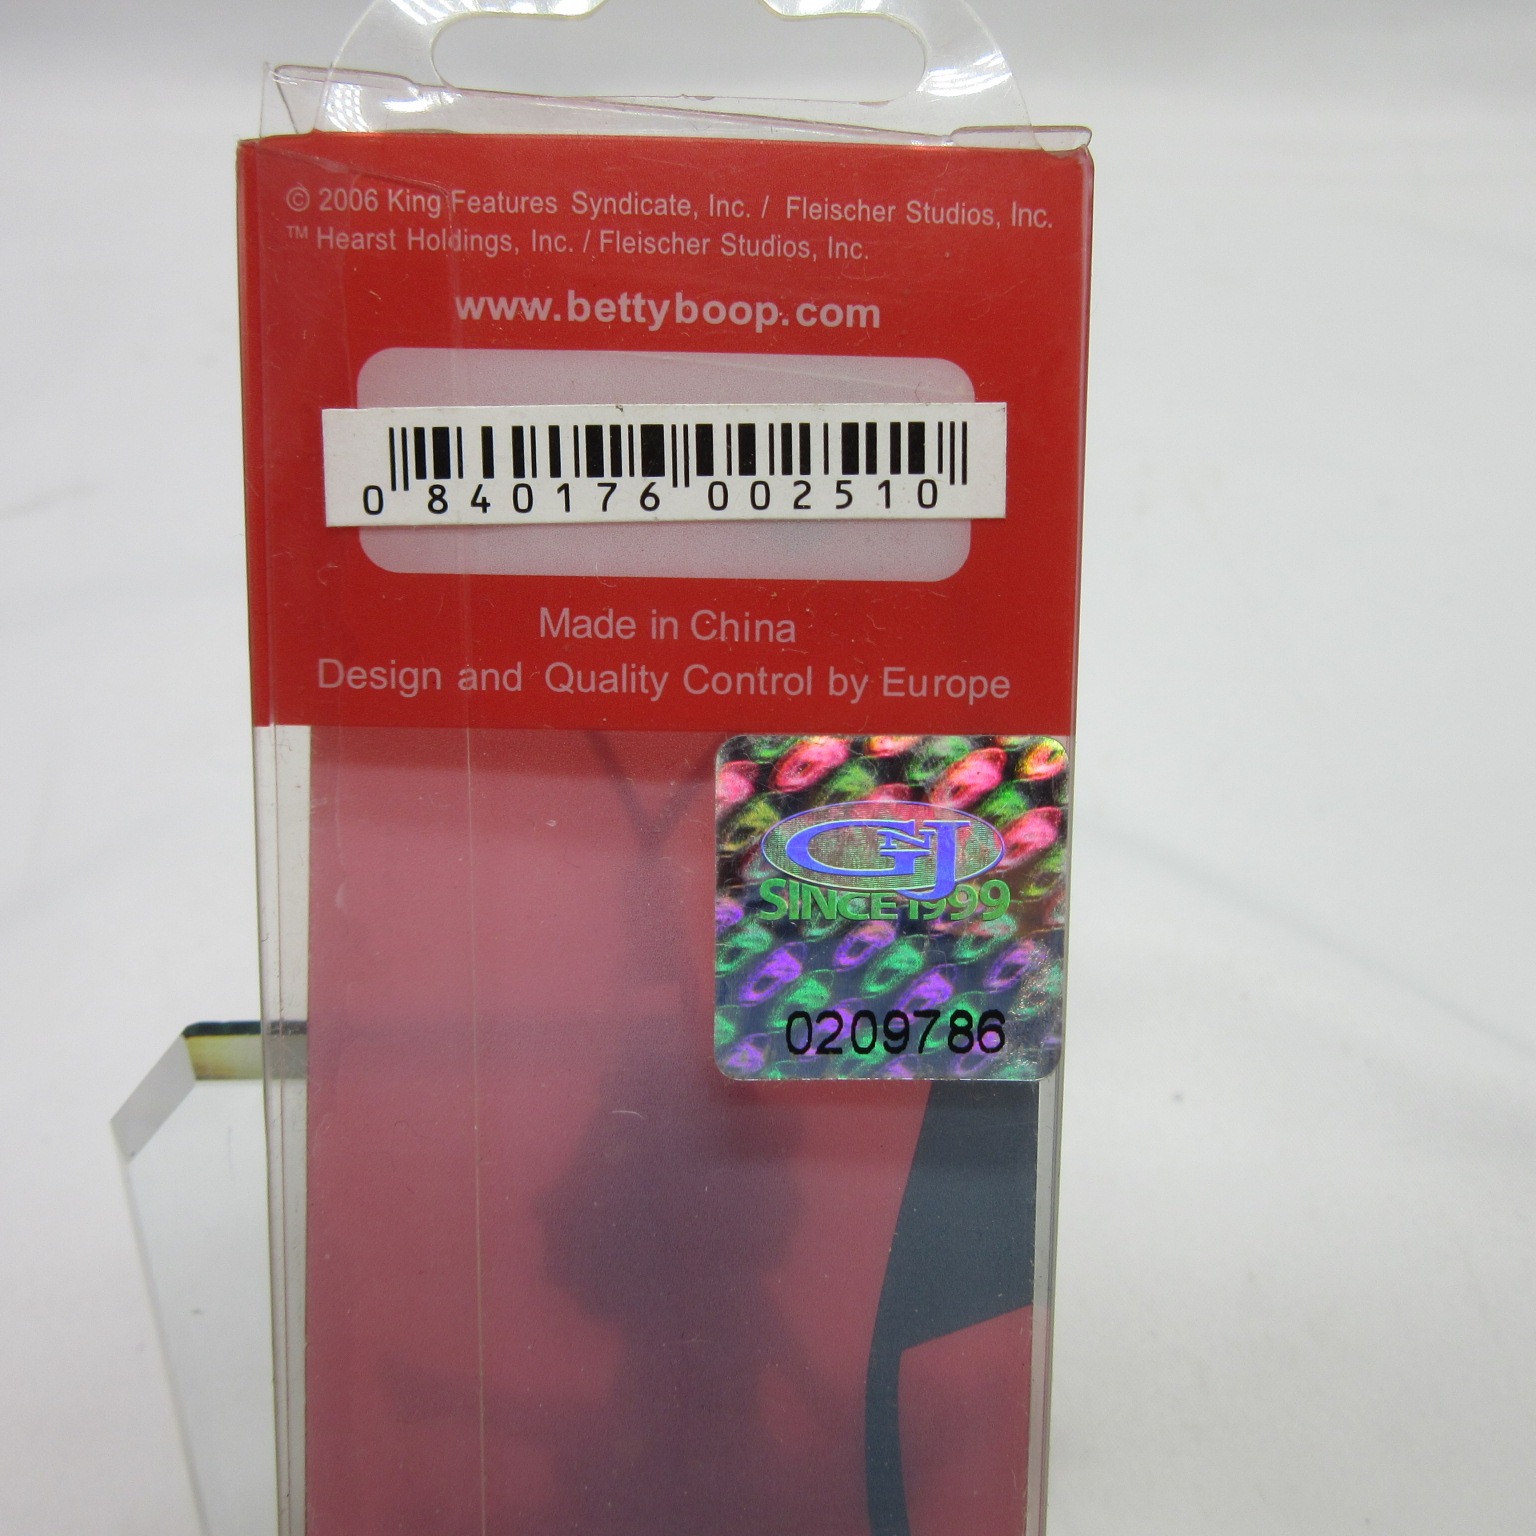 © 2006 King Features Syndicate, Inc. / Fleischer Studios, Inc.
™ Hearst Holdings, Inc. / Fleischer Studios, Inc.
www.bettyboop.com
0 840176 002510
Made in China
Design and Quality Control by Europe
GNJ
SINCE 1999
0209786